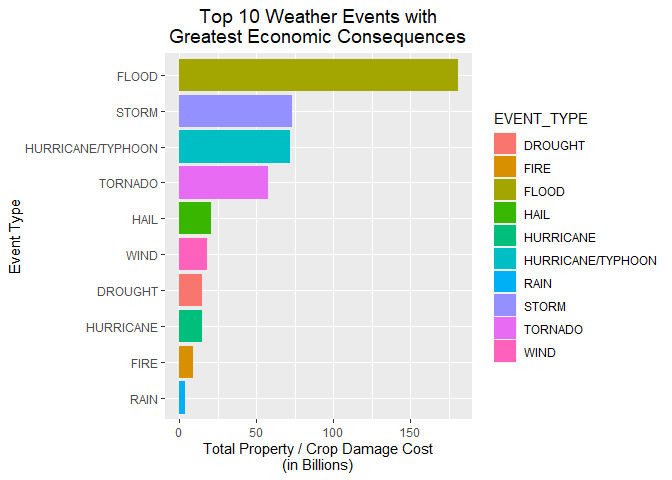 Top 10 Weather Events with
Greatest Economic Consequences
Event Type
FLOOD
STORM
HURRICANE/TYPHOON
TORNADO
HAIL
WIND
DROUGHT
HURRICANE
FIRE
RAIN
0 50 100 150
Total Property / Crop Damage Cost
(in Billions)
EVENT_TYPE
DROUGHT
FIRE
FLOOD
HAIL
HURRICANE
HURRICANE/TYPHOON
RAIN
STORM
TORNADO
WIND